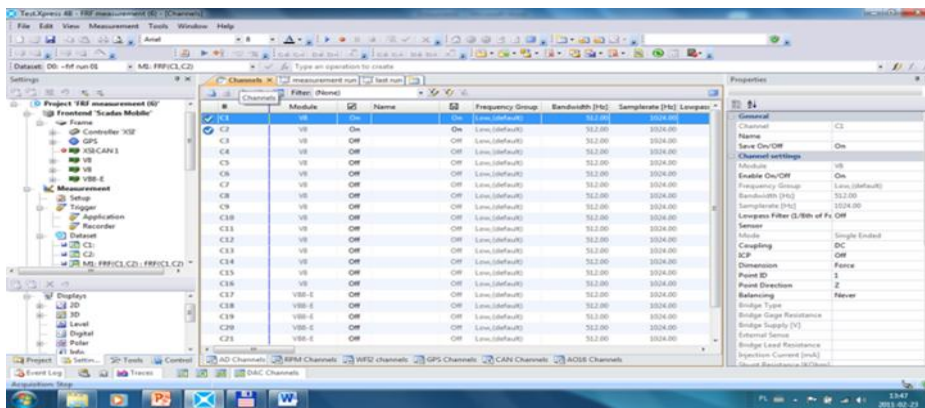 Test.Xpress 4B - FRF measurement (6) - [Channels]
File Edit View Measurement Tools Window Help
Arial
8
Dataset: D0: -frf run 01
M1: FRF(C1,C2)
Type an operation to create
Settings
Channels
measurement run
last run
Properties
Filter: (None)
Channels
Project 'FRF measurement (6)'
Frontend 'Scadas Mobile'
Frame
Controller 'XSI'
GPS
XSICAN1
V8
V8
VB8-E
Measurement
Setup
Trigger
Application
Recorder
Dataset
C1:
C2:
M1: FRF(C1,C2) : FRF(C1,C2)
Displays
2D
3D
Level
Digital
Polar
Info
# Module Name Frequency Group Bandwidth [Hz] Samplerate [Hz] Lowpass
C1 V8 On On Low,(default) 512.00 1024.00
C2 V8 On On Low,(default) 512.00 1024.00
C3 V8 Off Off Low,(default) 512.00 1024.00
C4 V8 Off Off Low,(default) 512.00 1024.00
C5 V8 Off Off Low,(default) 512.00 1024.00
C6 V8 Off Off Low,(default) 512.00 1024.00
C7 V8 Off Off Low,(default) 512.00 1024.00
C8 V8 Off Off Low,(default) 512.00 1024.00
C9 V8 Off Off Low,(default) 512.00 1024.00
C10 V8 Off Off Low,(default) 512.00 1024.00
C11 V8 Off Off Low,(default) 512.00 1024.00
C12 V8 Off Off Low,(default) 512.00 1024.00
C13 V8 Off Off Low,(default) 512.00 1024.00
C14 V8 Off Off Low,(default) 512.00 1024.00
C15 V8 Off Off Low,(default) 512.00 1024.00
C16 V8 Off Off Low,(default) 512.00 1024.00
C17 VB8-E Off Off Low,(default) 512.00 1024.00
C18 VB8-E Off Off Low,(default) 512.00 1024.00
C19 VB8-E Off Off Low,(default) 512.00 1024.00
C20 VB8-E Off Off Low,(default) 512.00 1024.00
C21 VB8-E Off Off Low,(default) 512.00 1024.00
General
Channel C1
Name
Save On/Off On
Channel settings
Module V8
Enable On/Off On
Frequency Group Low,(default)
Bandwidth [Hz] 512.00
Samplerate [Hz] 1024.00
Lowpass Filter (1/8th of Fs Off
Sensor
Mode Single Ended
Coupling DC
ICP Off
Dimension Force
Point ID 1
Point Direction Z
Balancing Never
Bridge Type
Bridge Gage Resistance
Bridge Supply [V]
External Sense
Bridge Lead Resistance
Injection Current [mA]
Shunt Resistance [KOhm]
Project Settin... Tools Control
AD Channels RPM Channels WFI2 channels GPS Channels CAN Channels AO16 Channels
Event Log Macros Traces DAC Channels
Acquisition: Stop
PL
13:47
2011-02-23